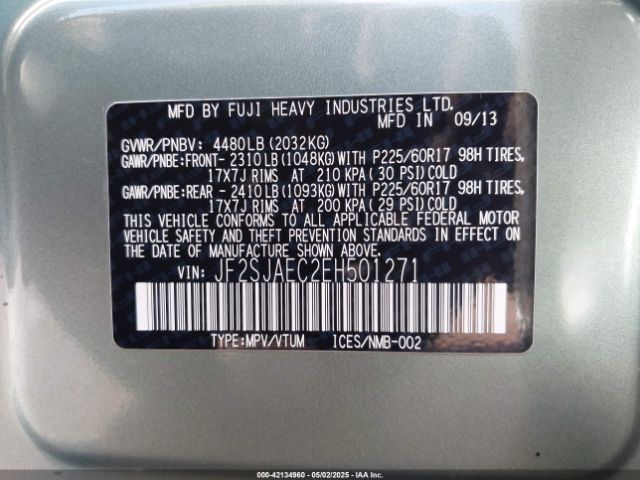 MFD BY FUJI HEAVY INDUSTRIES LTD.
MFD IN 09/13
GVWR/PNBV: 4480LB(2032KG)
GAWR/PNBE:FRONT- 2310LB(1048KG)WITH P225/60R17 98H TIRES,
17X7J RIMS AT 210 KPA(30 PSI)COLD
GAWR/PNBE:REAR - 2410LB(1093KG)WITH P225/60R17 98H TIRES,
17X7J RIMS AT 200 KPA(29 PSI)COLD
THIS VEHICLE CONFORMS TO ALL APPLICABLE FEDERAL MOTOR
VEHICLE SAFETY AND THEFT PREVENTION STANDARDS IN EFFECT
ON THE DATE OF MANUFACTURE SHOWN ABOVE.
VIN: JF2SJAEC2EH501271
TYPE:MPV/VTUM ICES/NMB-002
000-42134960 - 05/02/2025 - IAA Inc.